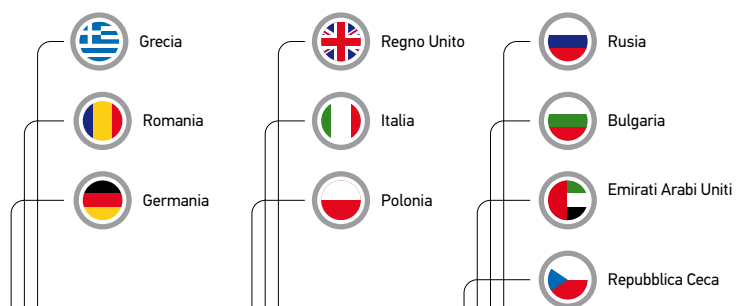 Grecia
Romania
Germania
Regno Unito
Italia
Polonia
Rusia
Bulgaria
Emirati Arabi Uniti
Repubblica Ceca